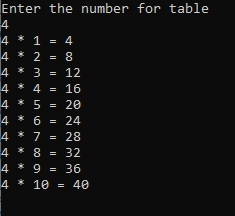 Enter the number for table
4
4 * 1 = 4
4 * 2 = 8
4 * 3 = 12
4 * 4 = 16
4 * 5 = 20
4 * 6 = 24
4 * 7 = 28
4 * 8 = 32
4 * 9 = 36
4 * 10 = 40